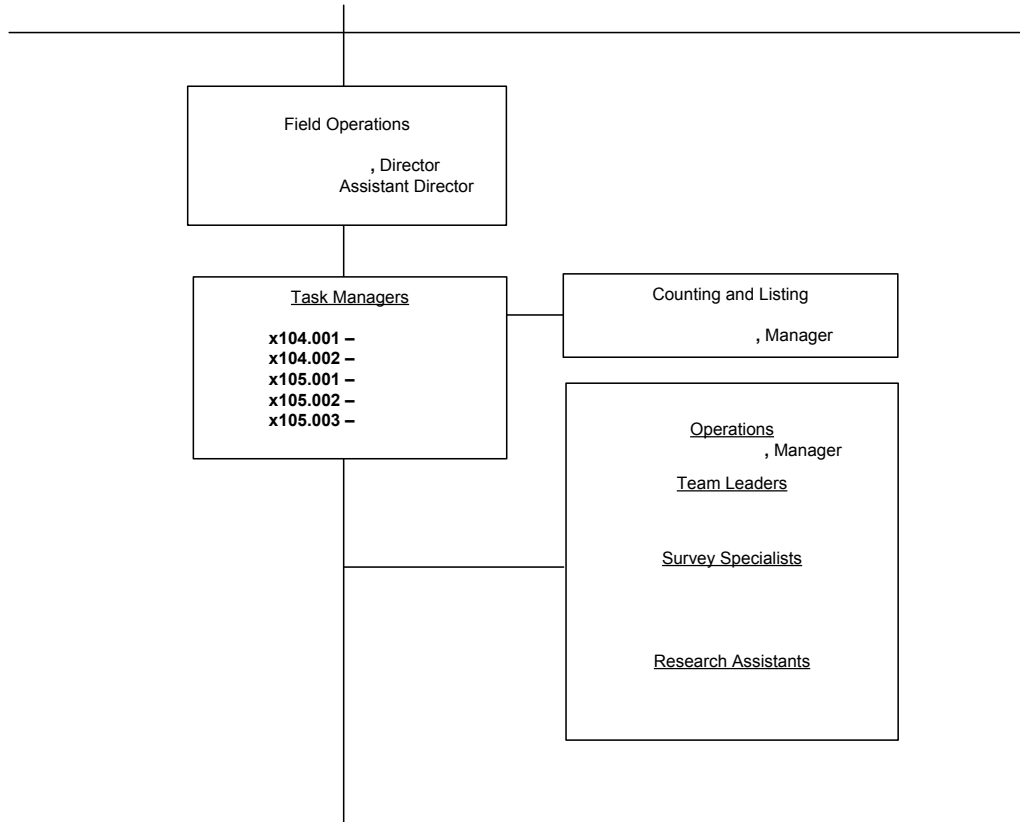 Field Operations
, Director
Assistant Director
Task Managers
x104.001 –
x104.002 –
x105.001 –
x105.002 –
x105.003 –
Counting and Listing
, Manager
Operations
, Manager
Team Leaders
Survey Specialists
Research Assistants